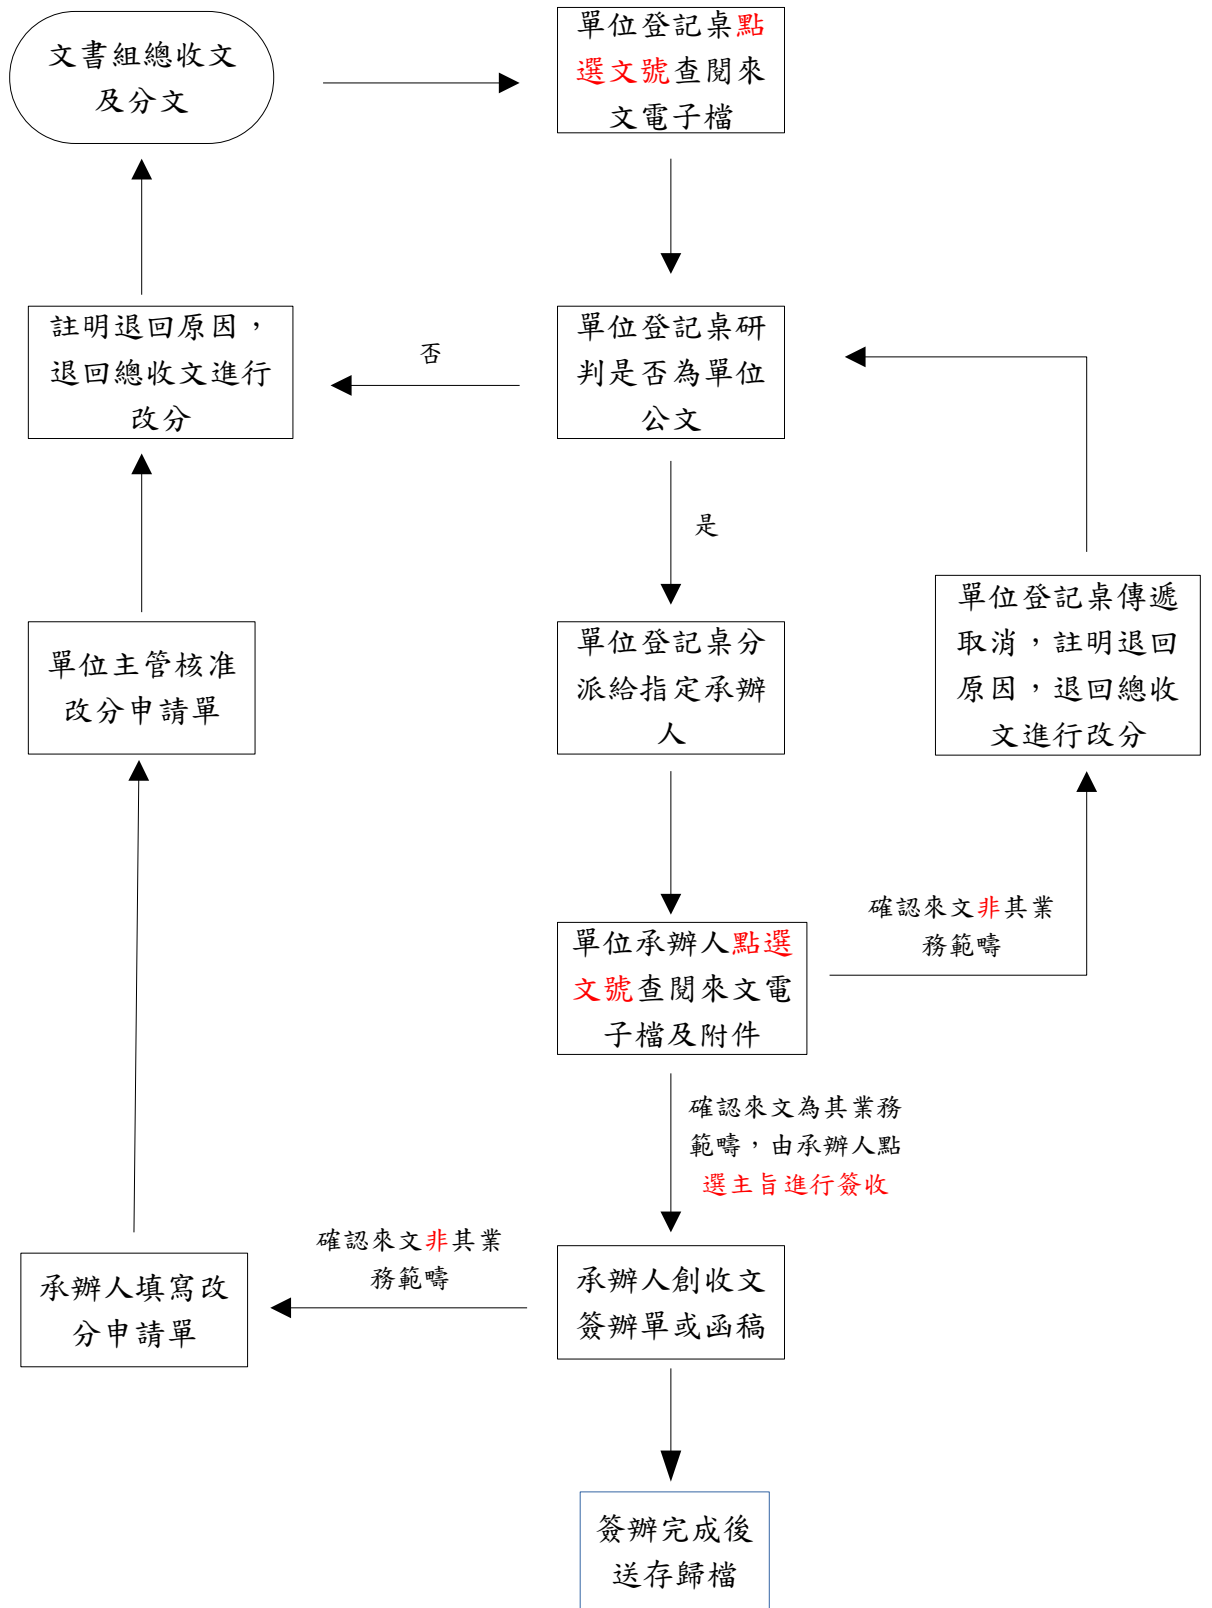 文書組總收文
及分文
單位登記桌點
選文號查閱來
文電子檔
註明退回原因，
退回總收文進行
改分
否
單位登記桌研
判是否為單位
公文
是
單位主管核准
改分申請單
單位登記桌分
派給指定承辦
人
單位登記桌傳遞
取消，註明退回
原因，退回總收
文進行改分
確認來文非其業
務範疇
單位承辦人點選
文號查閱來文電
子檔及附件
確認來文為其業務
範疇，由承辦人點
選主旨進行簽收
確認來文非其業
務範疇
承辦人填寫改
分申請單
承辦人創收文
簽辦單或函稿
簽辦完成後
送存歸檔